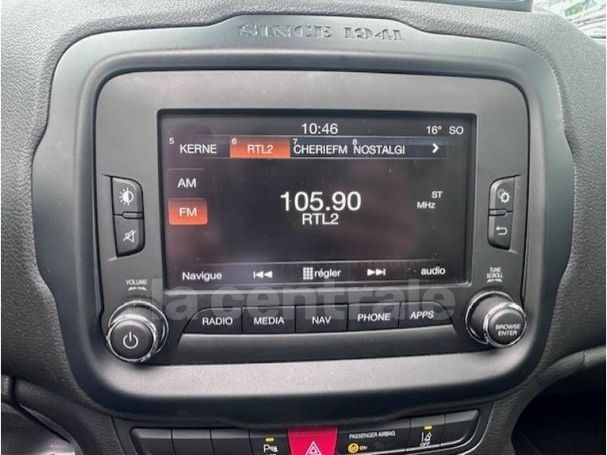 SINCE 1941
10:46 16° SO
5 KERNE 6 RTL2 7 CHERIEFM 8 NOSTALGI >
AM
105.90 ST MHz
FM
RTL2
Navigue régler audio
VOLUME
TUNE SCROLL
la centrale
RADIO MEDIA NAV PHONE APPS
BROWSE ENTER
PASSENGER AIRBAG
ON
OFF